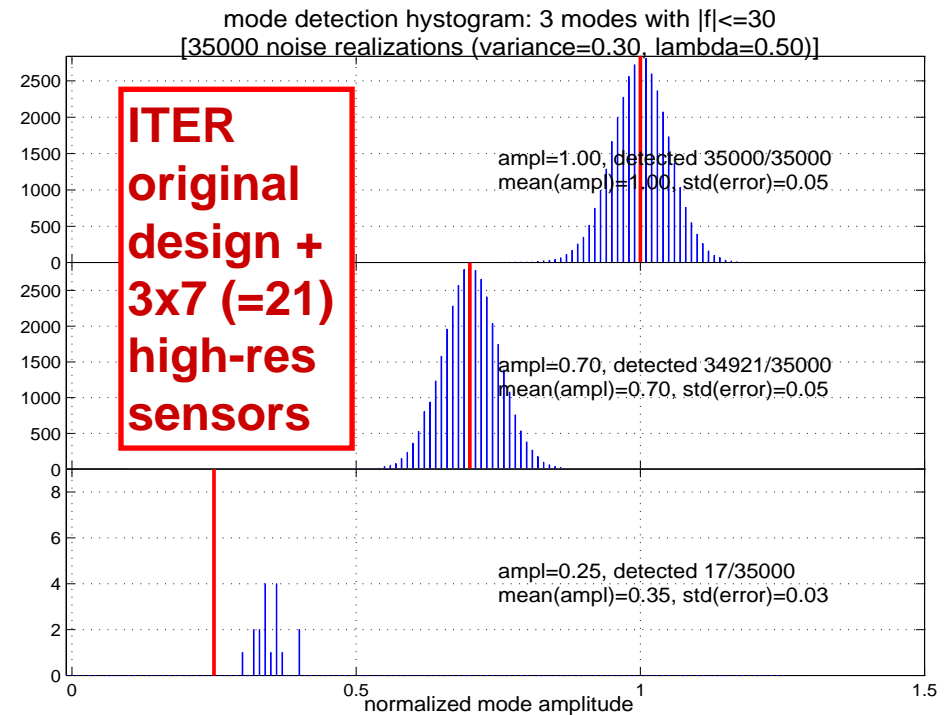 mode detection hystogram: 3 modes with |f|<=30
[35000 noise realizations (variance=0.30, lambda=0.50)]
2500
2000
1500
1000
500
0
ITER
original
design +
3x7 (=21)
high-res
sensors
ampl=1.00, detected 35000/35000
mean(ampl)=1.00, std(error)=0.05
2500
2000
1500
1000
500
0
ampl=0.70, detected 34921/35000
mean(ampl)=0.70, std(error)=0.05
8
6
4
2
0
ampl=0.25, detected 17/35000
mean(ampl)=0.35, std(error)=0.03
0
0.5
1
1.5
normalized mode amplitude